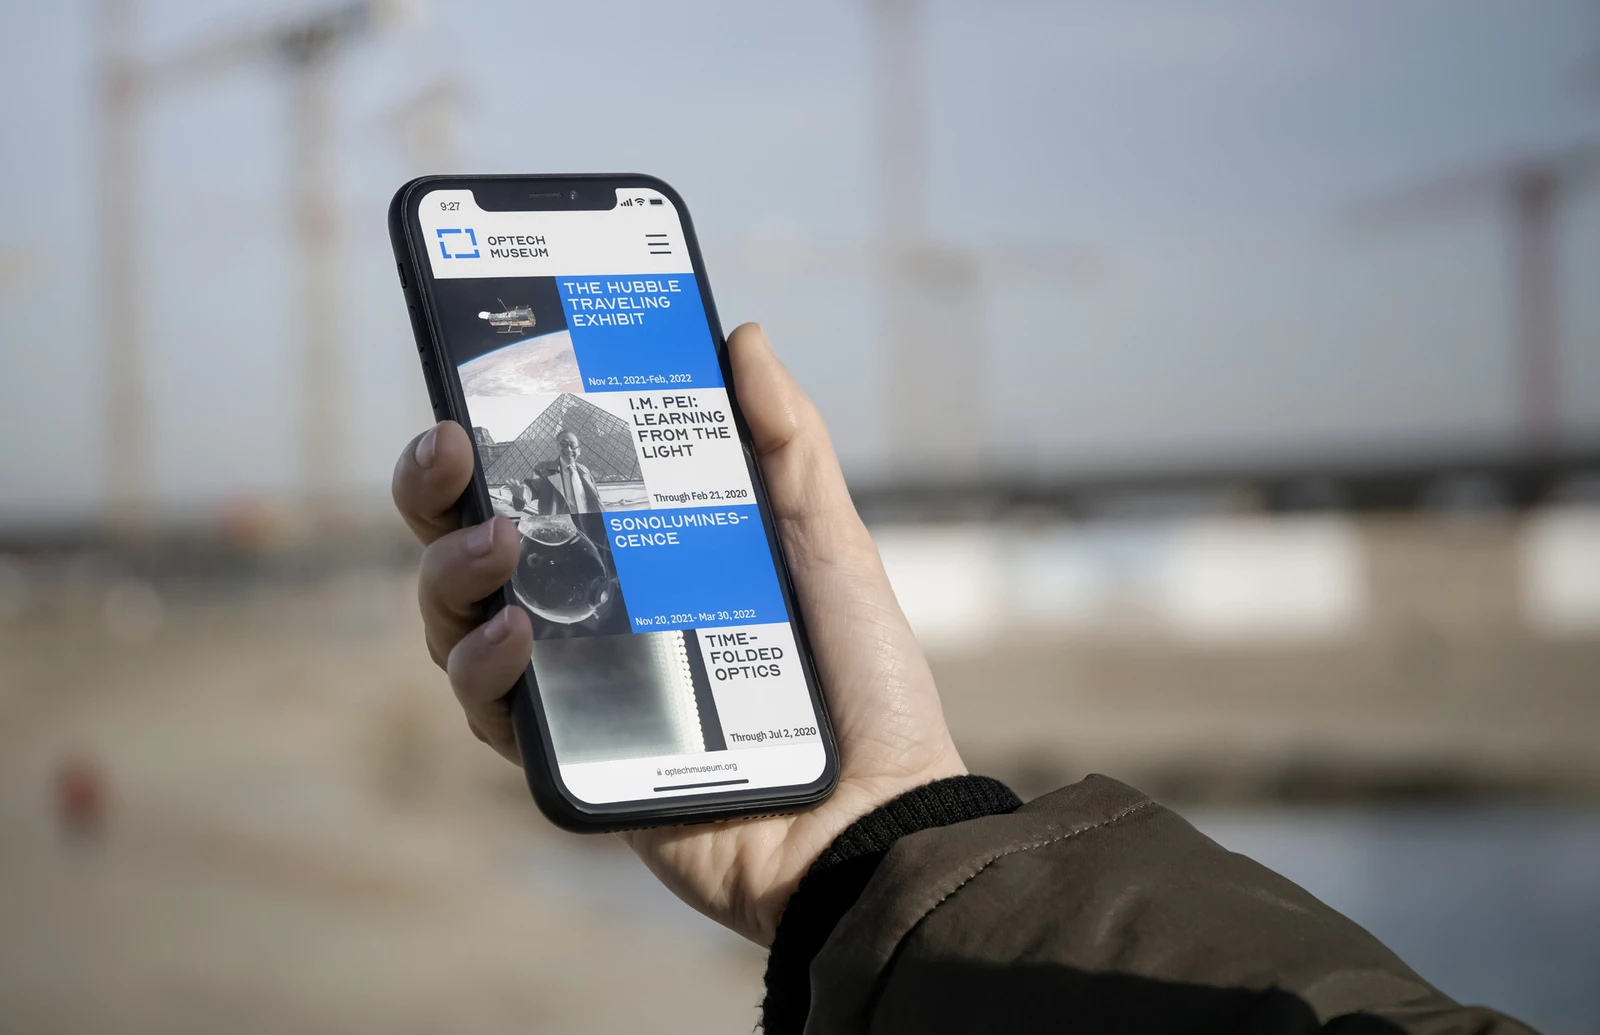 9:27
OPTECH
MUSEUM
THE HUBBLE
TRAVELING
EXHIBIT
Nov 21, 2021-Feb, 2022
I.M. PEI:
LEARNING
FROM THE
LIGHT
Through Feb 21, 2020
SONOLUMINES-
CENCE
Nov 20, 2021- Mar 30, 2022
TIME-
FOLDED
OPTICS
Through Jul 2, 2020
optechmuseum.org